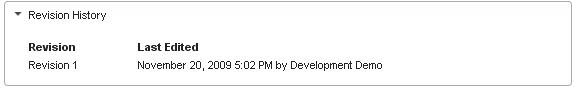 Revision History
Revision Last Edited
Revision 1 November 20, 2009 5:02 PM by Development Demo